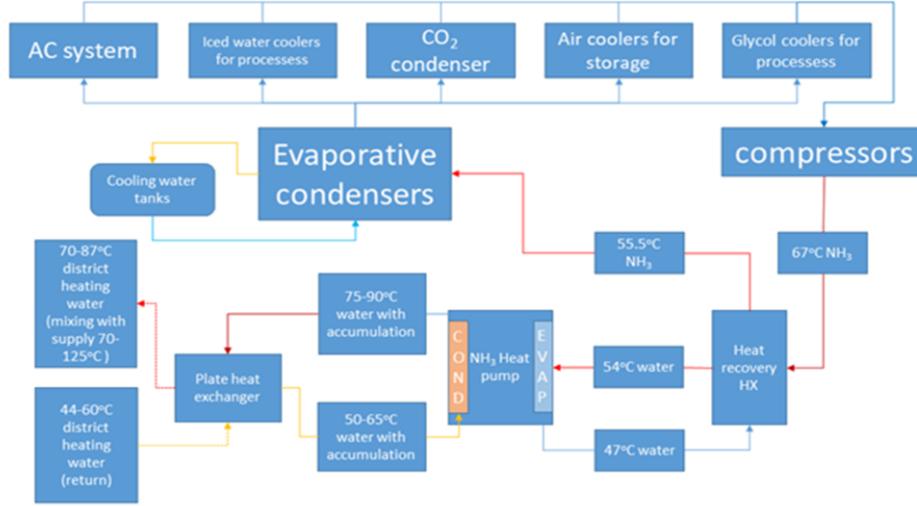 AC system
Iced water coolers
for processess
CO₂
condenser
Air coolers for
storage
Glycol coolers for
processess
Evaporative
condensers
compressors
Cooling water
tanks
55.5°C
NH₃
67°C NH₃
70-87°C
district
heating
water
(mixing with
supply 70-
125°C )
75-90°C
water with
accumulation
COND
NH₃ Heat
pump
EVAP
54°C water
Heat
recovery
HX
Plate heat
exchanger
44-60°C
district
heating
water
(return)
50-65°C
water with
accumulation
47°C water